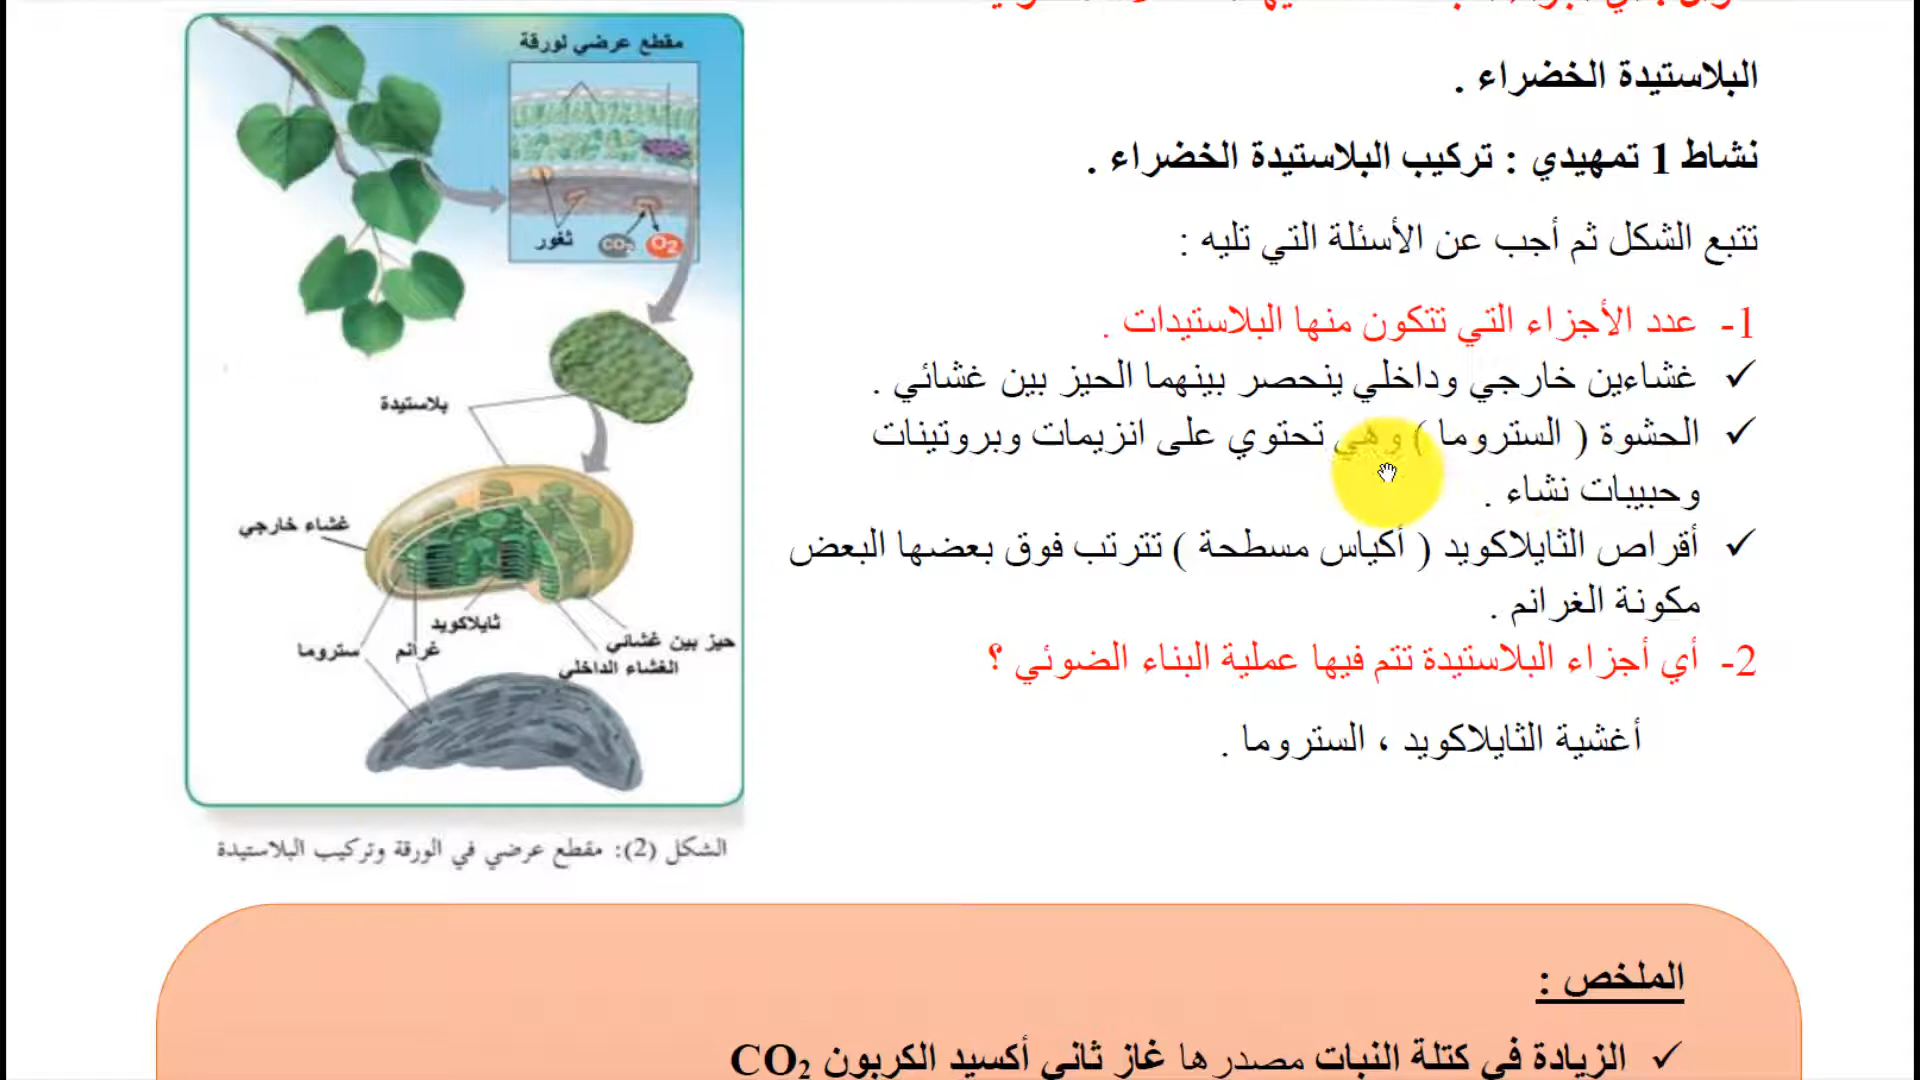 البلاستيدة الخضراء .
نشاط 1 تمهيدي : تركيب البلاستيدة الخضراء .
تتبع الشكل ثم أجب عن الأسئلة التي تليه :
1- عدد الأجزاء التي تتكون منها البلاستيدات .
✓ غشاءين خارجي وداخلي ينحصر بينهما الحيز بين غشائي .
✓ الحشوة ( الستروما ) وهي تحتوي على انزيمات وبروتينات
وحبيبات نشاء .
✓ أقراص الثايلاكويد ( أكياس مسطحة ) تترتب فوق بعضها البعض
مكونة الغرانم .
2- أي أجزاء البلاستيدة تتم فيها عملية البناء الضوئي ؟
أغشية الثايلاكويد ، الستروما .
مقطع عرضي لورقة
ثغور
CO2
O2
بلاستيدة
غشاء خارجي
ثايلاكويد
حيز بين غشائي
غرانم
ستروما
الغشاء الداخلي
الشكل (2): مقطع عرضي في الورقة وتركيب البلاستيدة
الملخص :
✓ الزيادة في كتلة النبات مصدرها غاز ثاني أكسيد الكربون CO₂